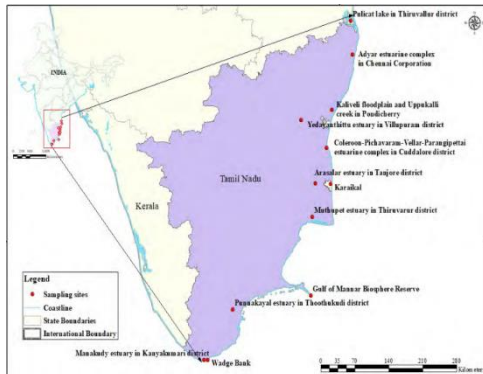 Pulicat lake in Thiruvallur district
Adyar estuarine complex
in Chennai Corporation
INDIA
Kaliveli floodplain and Uppukalli
creek in Pondicherry
Yedayanthittu estuary in Villupuram district
Coleroon-Pichavaram-Vellar-Parangipettai
estuarine complex in Cuddalore district
Arasalar estuary in Tanjore district
Karaikal
Tamil Nadu
Kerala
Muthupet estuary in Thiruvarur district
Gulf of Mannar Biosphere Reserve
Punnakayal estuary in Thoothukudi district
Manakudy estuary in Kanyakumari district
Wadge Bank
Legend
Sampling sites
Coastline
State Boundaries
International Boundary
0 35 70 140 210 280
Kilometers